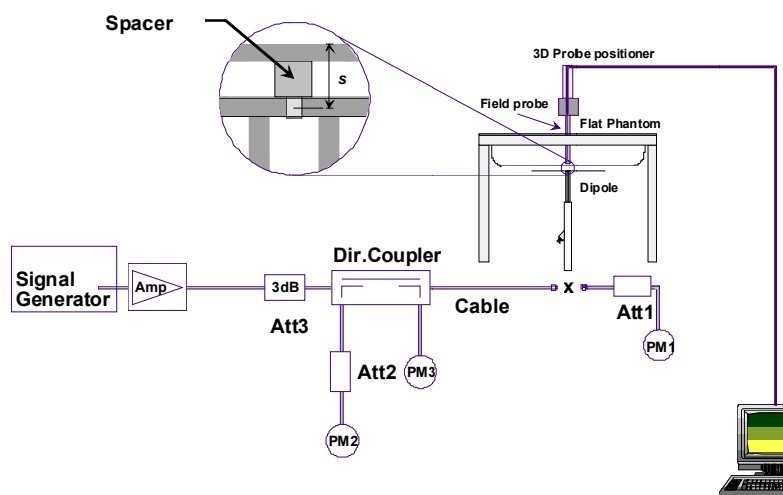 Spacer
s
3D Probe positioner
Field probe
Flat Phantom
Dipole
Signal
Generator
Amp
3dB
Att3
Dir.Coupler
Cable
x
Att1
PM1
Att2
PM3
PM2